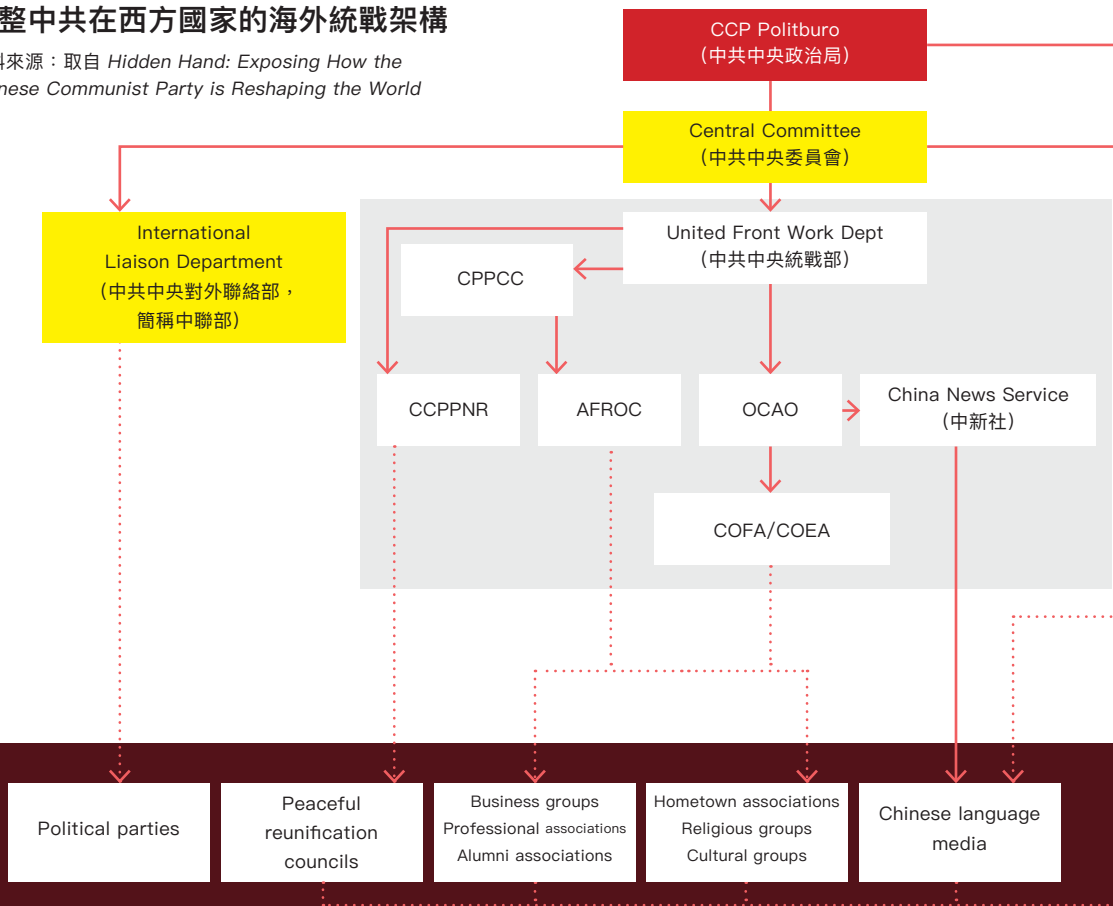 整中共在西方國家的海外統戰架構
料來源：取自 Hidden Hand: Exposing How the
nese Communist Party is Reshaping the World
CCP Politburo
（中共中央政治局）
Central Committee
（中共中央委員會）
International
Liaison Department
（中共中央對外聯絡部，
簡稱中聯部）
United Front Work Dept
（中共中央統戰部）
CPPCC
CCPPNR
AFROC
OCAO
China News Service
（中新社）
COFA/COEA
Political parties
Peaceful
reunification
councils
Business groups
Professional associations
Alumni associations
Hometown associations
Religious groups
Cultural groups
Chinese language
media